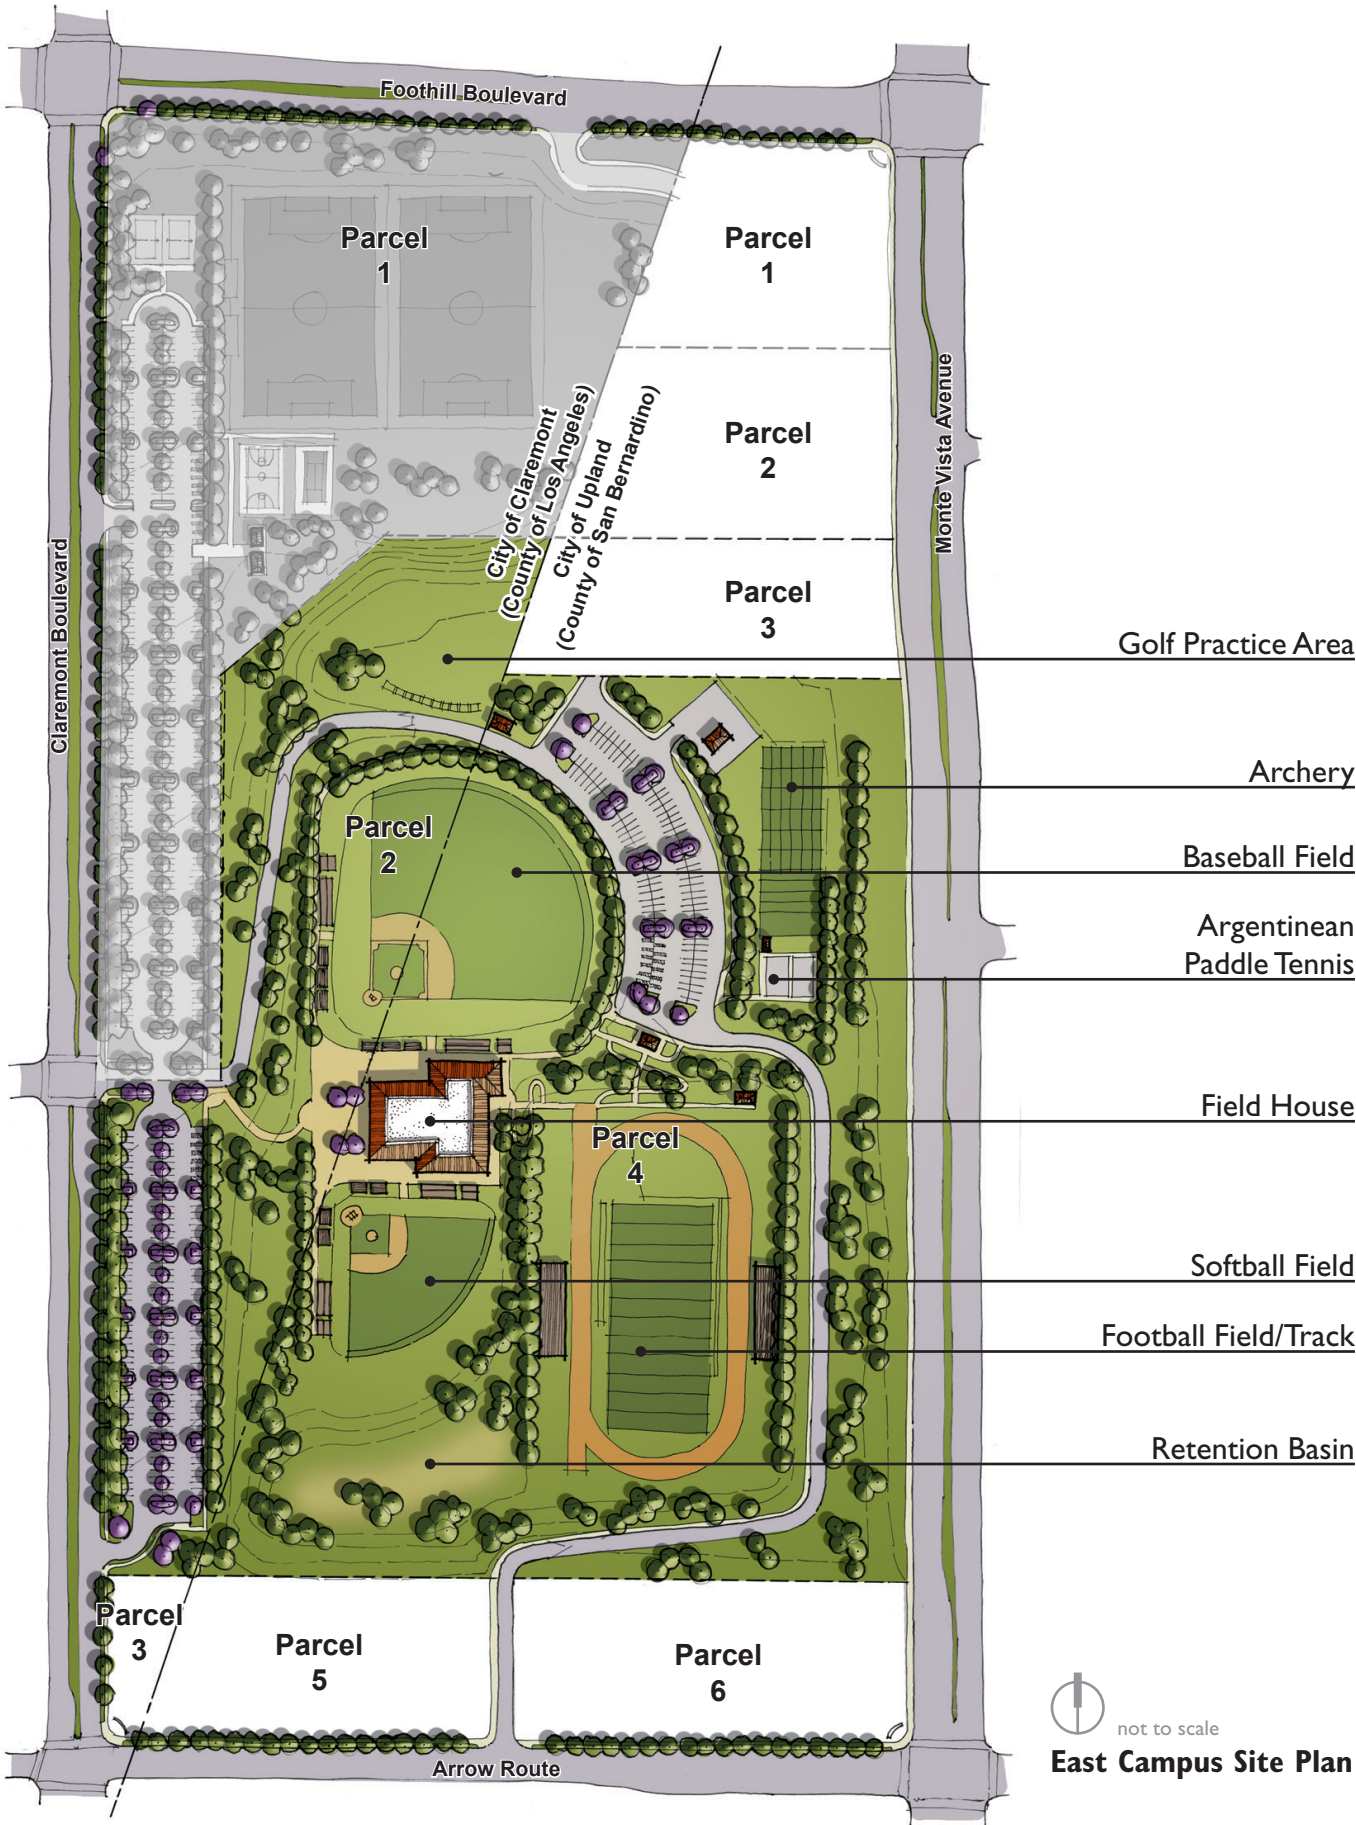 Foothill Boulevard
Parcel
1
Parcel
1
Parcel
2
City of Claremont
(County of Los Angeles)
City of Upland
(County of San Bernardino)
Monte Vista Avenue
Claremont Boulevard
Parcel
3
Golf Practice Area
Archery
Parcel
2
Baseball Field
Argentinean
Paddle Tennis
Field House
Parcel
4
Softball Field
Football Field/Track
Retention Basin
Parcel
3
Parcel
5
Parcel
6
Arrow Route
not to scale
East Campus Site Plan